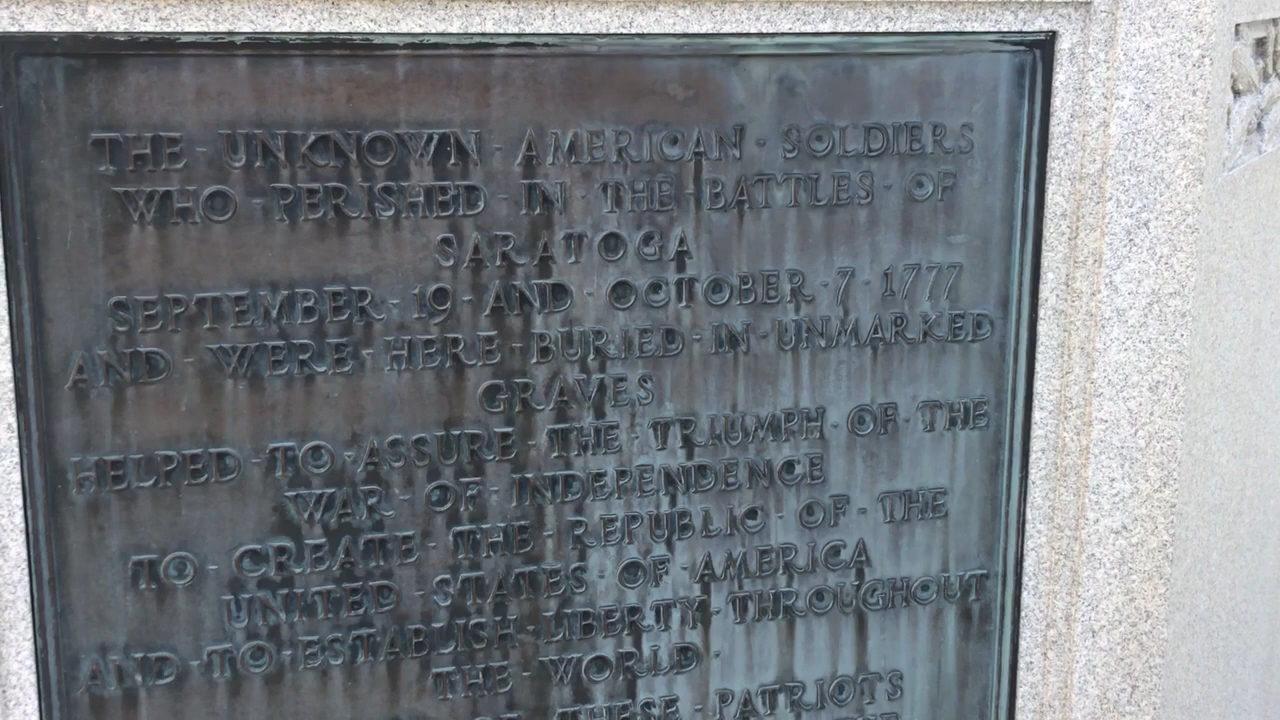 THE · UNKNOWN · AMERICAN · SOLDIERS
WHO · PERISHED · IN · THE · BATTLES · OF
SARATOGA
SEPTEMBER · 19 · AND · OCTOBER · 7 · 1777
AND · WERE · HERE · BURIED · IN · UNMARKED
GRAVES
HELPED · TO · ASSURE · THE · TRIUMPH · OF · THE
WAR · OF · INDEPENDENCE
TO · CREATE · THE · REPUBLIC · OF · THE
UNITED · STATES · OF · AMERICA
AND · TO · ESTABLISH · LIBERTY · THROUGHOUT
THE · WORLD ·
OF · THESE · PATRIOTS